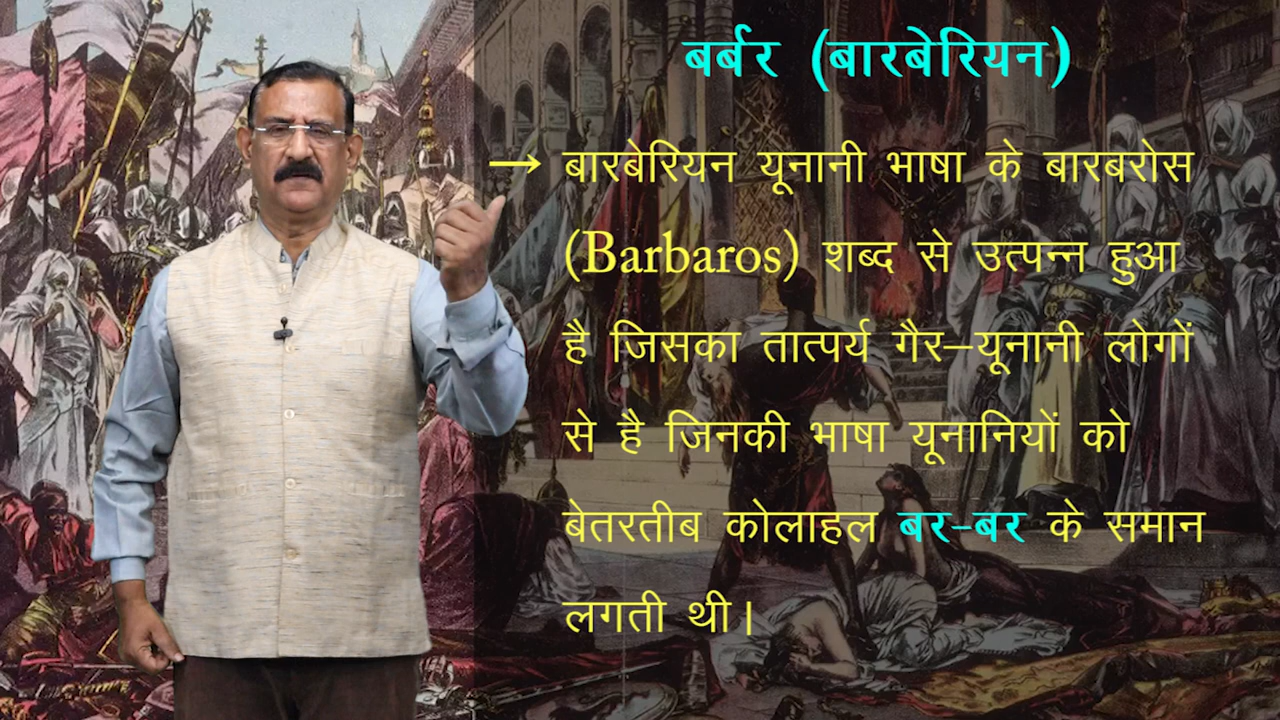 बर्बर (बारबेरियन)
→ बारबेरियन यूनानी भाषा के बारबरोस
(Barbaros) शब्द से उत्पन्न हुआ
है जिसका तात्पर्य गैर–यूनानी लोगों
से है जिनकी भाषा यूनानियों को
बेतरतीब कोलाहल बर-बर के समान
लगती थी।